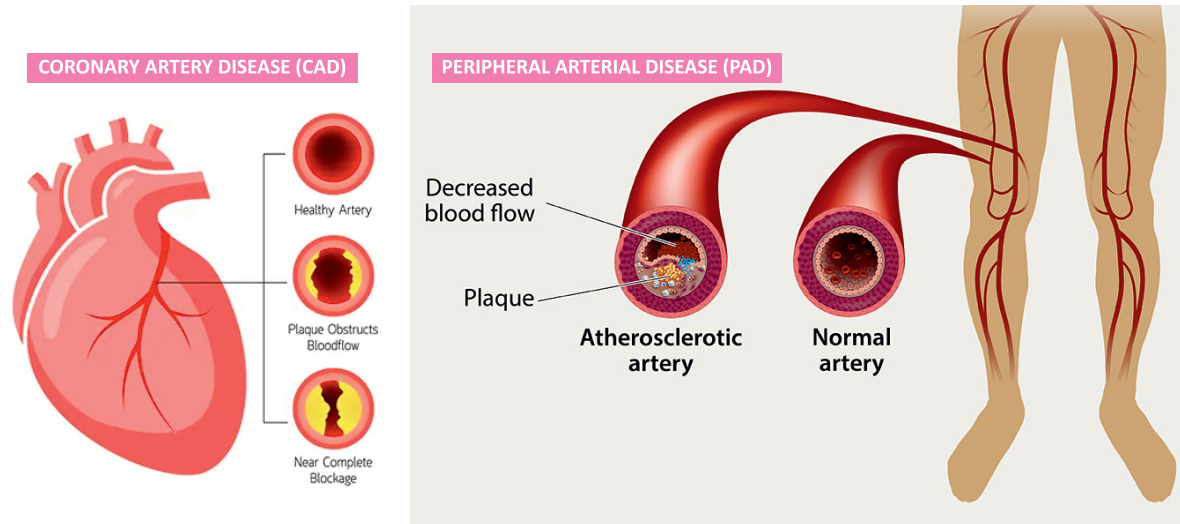 CORONARY ARTERY DISEASE (CAD)
Healthy Artery
Plaque Obstructs
Bloodflow
Near Complete
Blockage
PERIPHERAL ARTERIAL DISEASE (PAD)
Decreased
blood flow
Plaque
Atherosclerotic
artery
Normal
artery